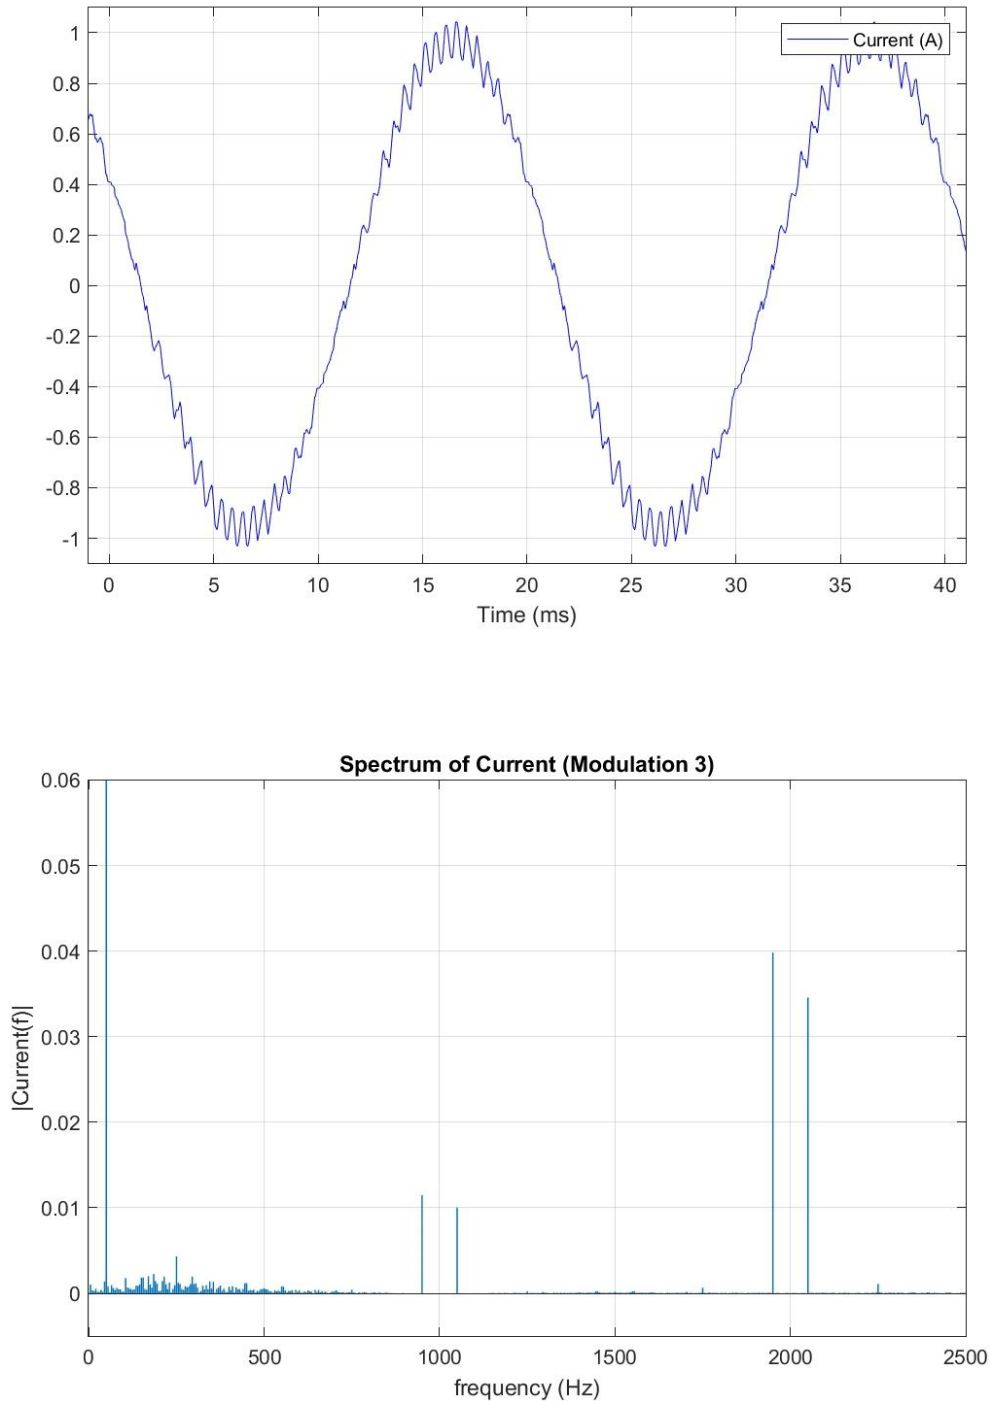 1
0.8
0.6
0.4
0.2
0
-0.2
-0.4
-0.6
-0.8
-1
Current (A)
0 5 10 15 20 25 30 35 40
Time (ms)
Spectrum of Current (Modulation 3)
0.06
0.05
0.04
0.03
0.02
0.01
0
|Current(f)|
0 500 1000 1500 2000 2500
frequency (Hz)